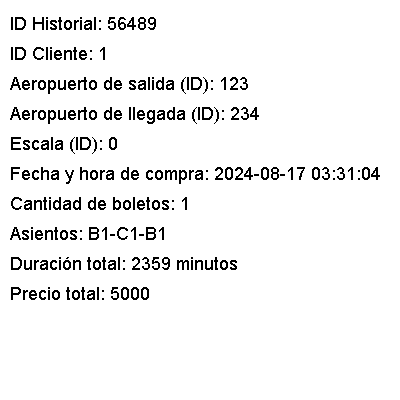 ID Historial: 56489
ID Cliente: 1
Aeropuerto de salida (ID): 123
Aeropuerto de llegada (ID): 234
Escala (ID): 0
Fecha y hora de compra: 2024-08-17 03:31:04
Cantidad de boletos: 1
Asientos: B1-C1-B1
Duración total: 2359 minutos
Precio total: 5000